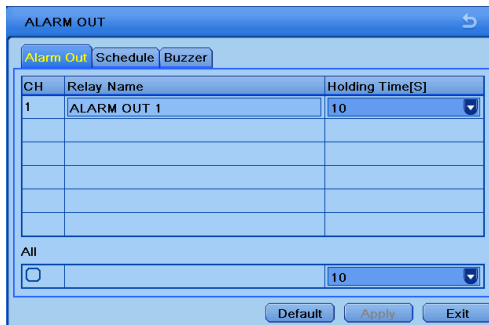 ALARM OUT
Alarm Out Schedule Buzzer
CH Relay Name Holding Time[S]
1 ALARM OUT 1 10
All
10
Default Apply Exit